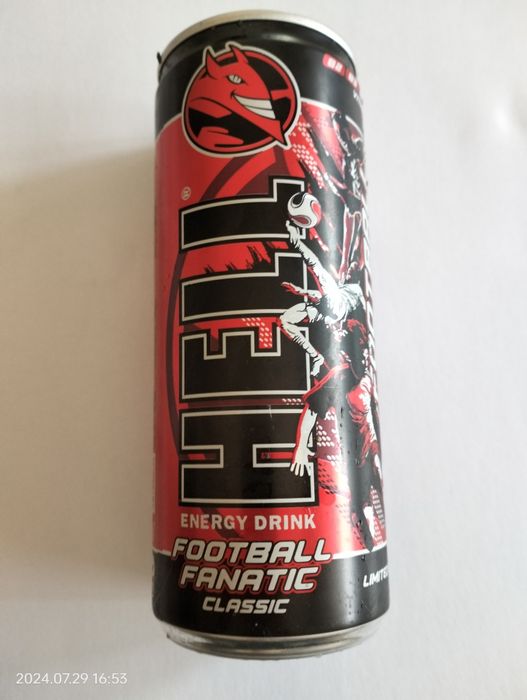 ®
HELL
ENERGY DRINK
FOOTBALL
FANATIC
CLASSIC
2024.07.29 16:53